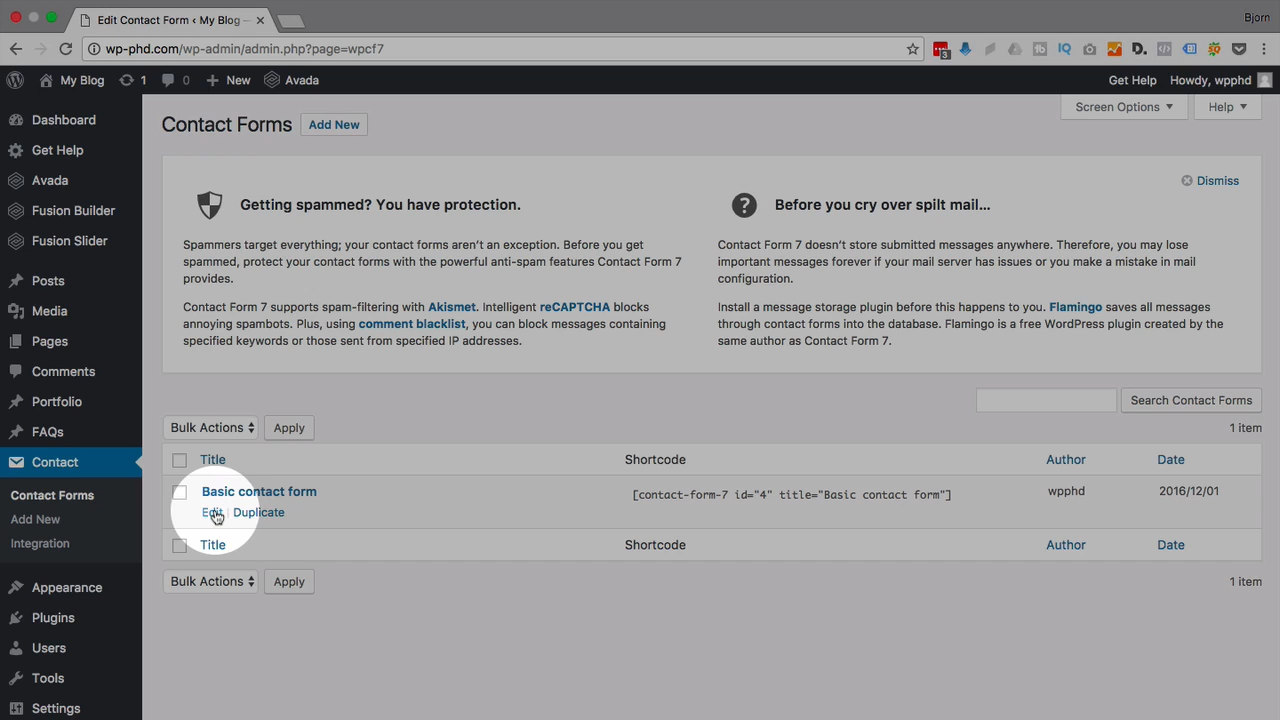 Edit Contact Form ‹ My Blog —
Bjorn
wp-phd.com/wp-admin/admin.php?page=wpcf7
3
My Blog
1
0
New
Avada
Get Help
Howdy, wpphd
Dashboard
Get Help
Avada
Fusion Builder
Fusion Slider
Posts
Media
Pages
Comments
Portfolio
FAQs
Contact
Contact Forms
Add New
Integration
Appearance
Plugins
Users
Tools
Settings
Screen Options
Help
Contact Forms
Add New
Dismiss
Getting spammed? You have protection.
Spammers target everything; your contact forms aren't an exception. Before you get
spammed, protect your contact forms with the powerful anti-spam features Contact Form 7
provides.
Contact Form 7 supports spam-filtering with Akismet. Intelligent reCAPTCHA blocks
annoying spambots. Plus, using comment blacklist, you can block messages containing
specified keywords or those sent from specified IP addresses.
Before you cry over spilt mail…
Contact Form 7 doesn't store submitted messages anywhere. Therefore, you may lose
important messages forever if your mail server has issues or you make a mistake in mail
configuration.
Install a message storage plugin before this happens to you. Flamingo saves all messages
through contact forms into the database. Flamingo is a free WordPress plugin created by the
same author as Contact Form 7.
Search Contact Forms
Bulk Actions
Apply
1 item
Title Shortcode Author Date
Basic contact form [contact-form-7 id="4" title="Basic contact form"] wpphd 2016/12/01
Edit | Duplicate
Title Shortcode Author Date
Bulk Actions
Apply
1 item